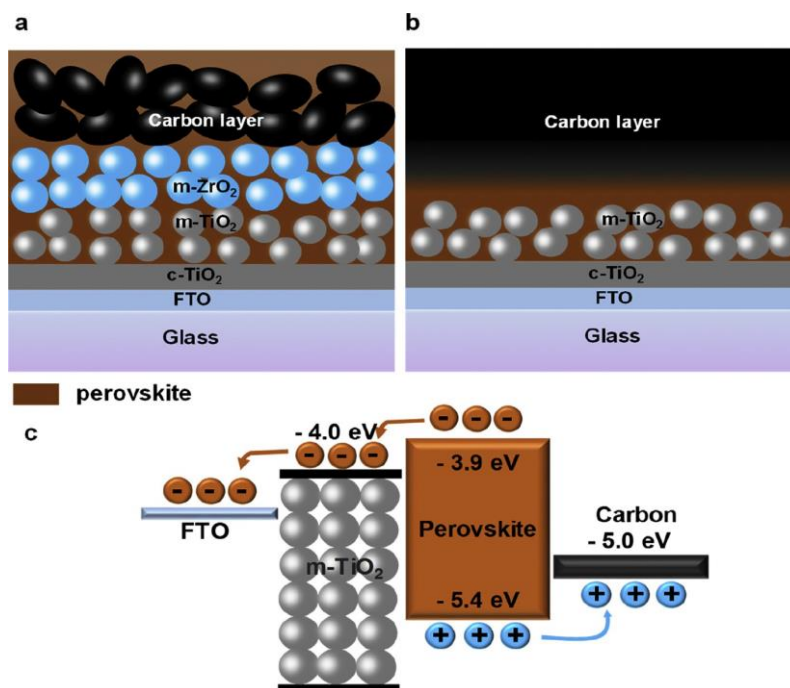 a
Carbon layer
m-ZrO₂
m-TiO₂
c-TiO₂
FTO
Glass
b
Carbon layer
m-TiO₂
c-TiO₂
FTO
Glass
perovskite
c
- - -
- 4.0 eV
- - -
- - -
FTO
m-TiO₂
- 3.9 eV
Perovskite
- 5.4 eV
+ + +
Carbon
- 5.0 eV
+ + +